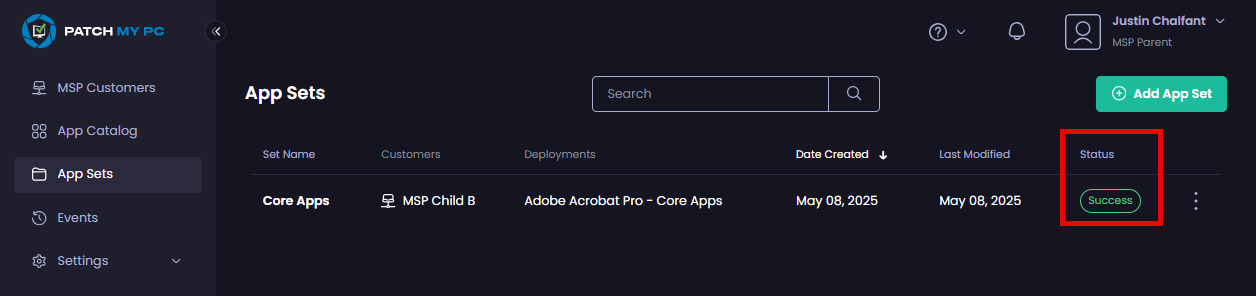 PATCH MY PC
Justin Chalfant
MSP Parent
MSP Customers
App Catalog
App Sets
Events
Settings
App Sets
Search
Add App Set
Set Name Customers Deployments Date Created Last Modified Status
Core Apps MSP Child B Adobe Acrobat Pro - Core Apps May 08, 2025 May 08, 2025 Success